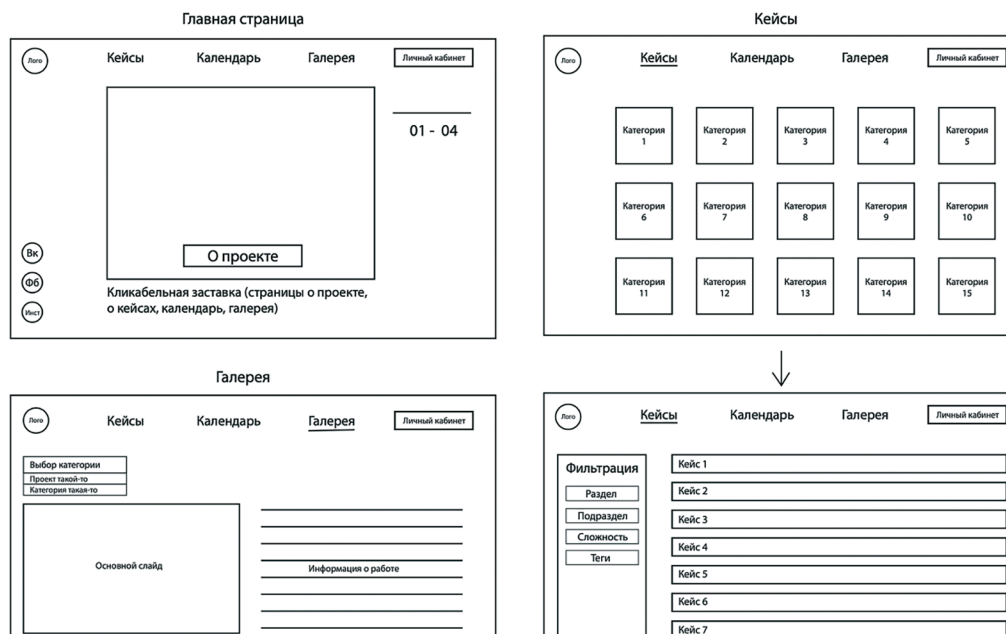 Главная страница
Лого
Кейсы
Календарь
Галерея
Личный кабинет
01 - 04
О проекте
Вк
Фб
Инст
Кликабельная заставка (страницы о проекте,
о кейсах, календарь, галерея)
Кейсы
Лого
Кейсы
Календарь
Галерея
Личный кабинет
Категория
1
Категория
2
Категория
3
Категория
4
Категория
5
Категория
6
Категория
7
Категория
8
Категория
9
Категория
10
Категория
11
Категория
12
Категория
13
Категория
14
Категория
15
Галерея
Лого
Кейсы
Календарь
Галерея
Личный кабинет
Выбор категории
Проект такой-то
Категория такая-то
Основной слайд
Информация о работе
Лого
Кейсы
Календарь
Галерея
Личный кабинет
Фильтрация
Раздел
Подраздел
Сложность
Теги
Кейс 1
Кейс 2
Кейс 3
Кейс 4
Кейс 5
Кейс 6
Кейс 7